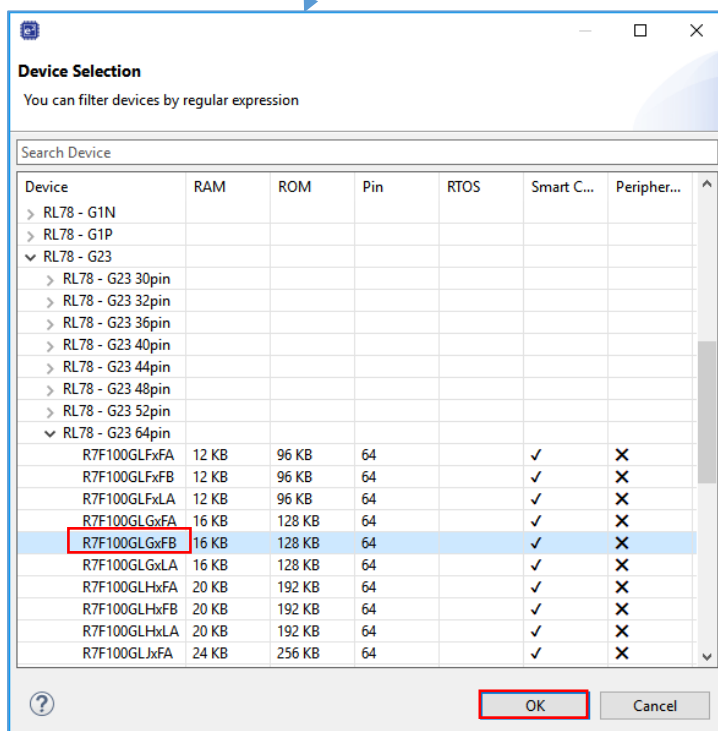 Device Selection
You can filter devices by regular expression
Search Device
Device RAM ROM Pin RTOS Smart C... Peripher...
RL78 - G1N
RL78 - G1P
RL78 - G23
RL78 - G23 30pin
RL78 - G23 32pin
RL78 - G23 36pin
RL78 - G23 40pin
RL78 - G23 44pin
RL78 - G23 48pin
RL78 - G23 52pin
RL78 - G23 64pin
R7F100GLFxFA 12 KB 96 KB 64 ✓ ✕
R7F100GLFxFB 12 KB 96 KB 64 ✓ ✕
R7F100GLFxLA 12 KB 96 KB 64 ✓ ✕
R7F100GLGxFA 16 KB 128 KB 64 ✓ ✕
R7F100GLGxFB 16 KB 128 KB 64 ✓ ✕
R7F100GLGxLA 16 KB 128 KB 64 ✓ ✕
R7F100GLHxFA 20 KB 192 KB 64 ✓ ✕
R7F100GLHxFB 20 KB 192 KB 64 ✓ ✕
R7F100GLHxLA 20 KB 192 KB 64 ✓ ✕
R7F100GLJxFA 24 KB 256 KB 64 ✓ ✕
? OK Cancel